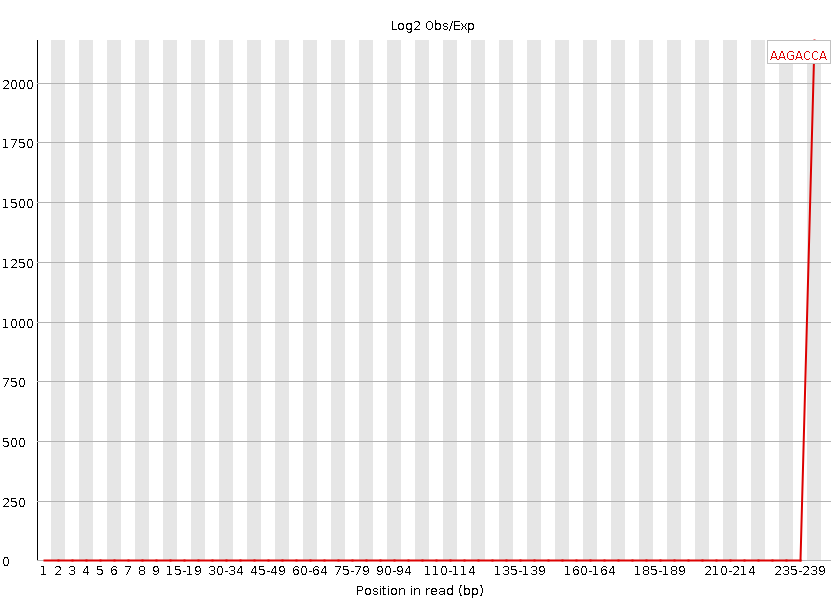 Log2 Obs/Exp
AAGACCA
2000
1750
1500
1250
1000
750
500
250
0
1 2 3 4 5 6 7 8 9 15-19 30-34 45-49 60-64 75-79 90-94 110-114 135-139 160-164 185-189 210-214 235-239
Position in read (bp)